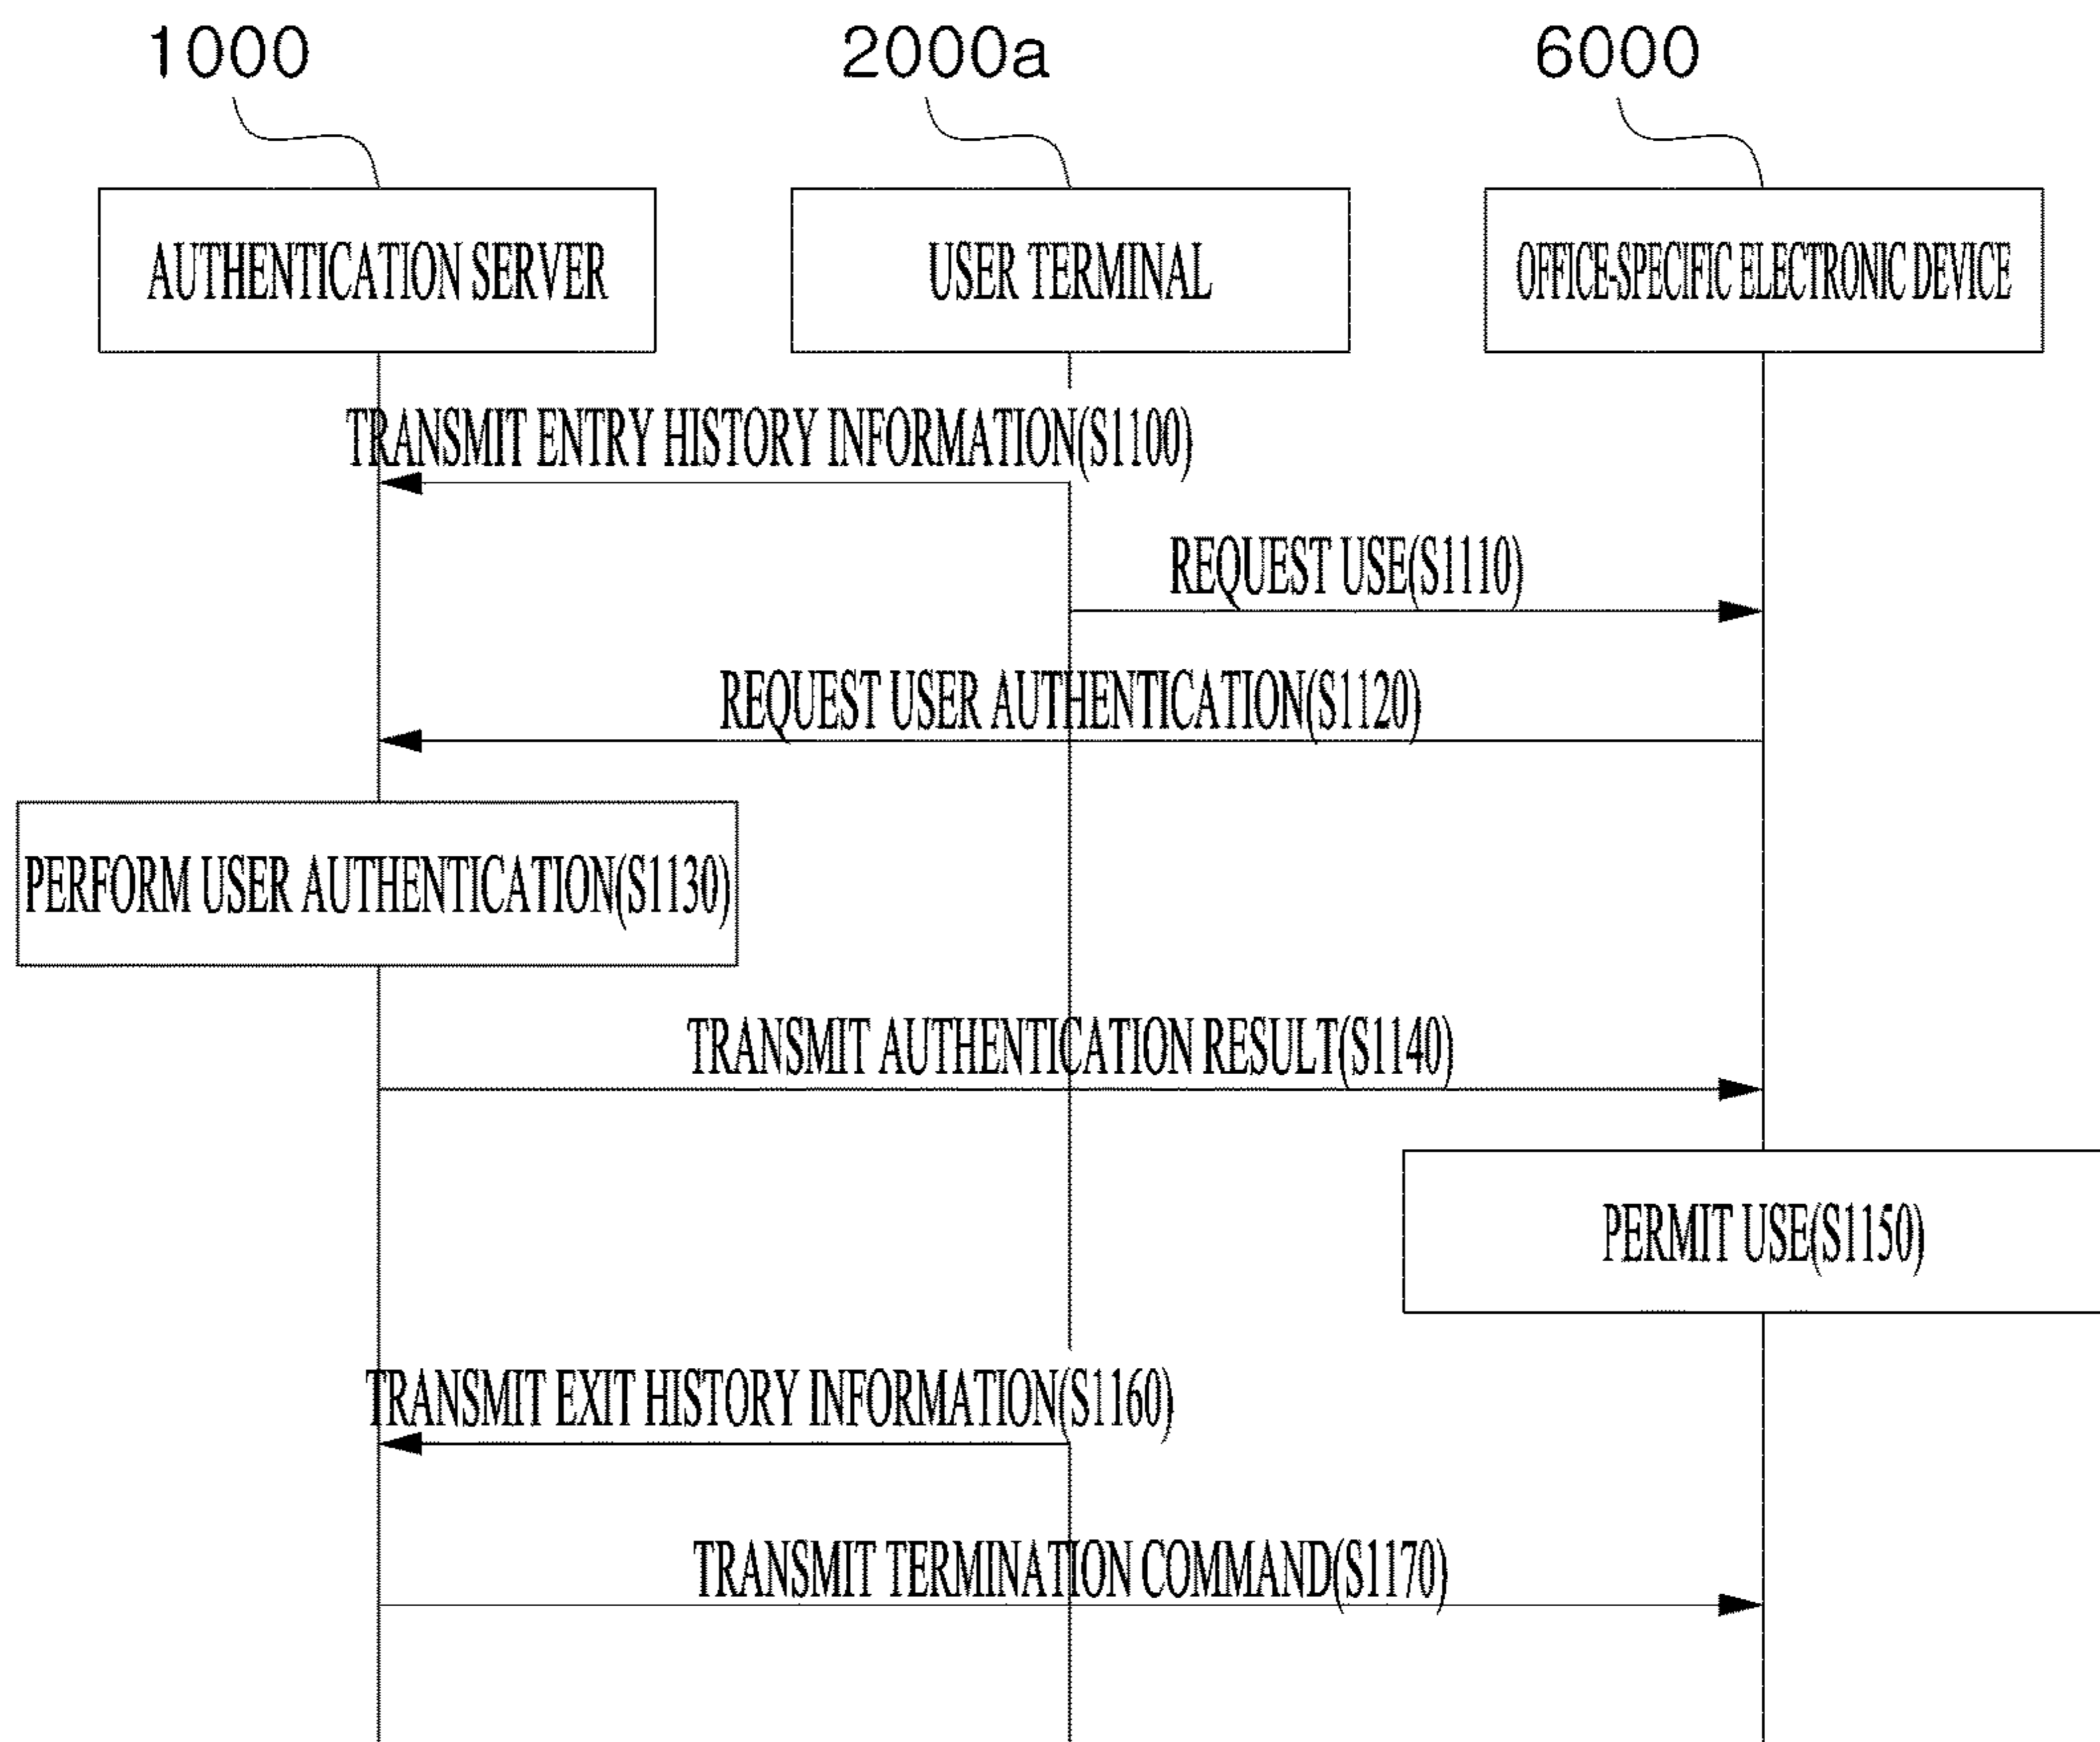 1000
2000a
6000
AUTHENTICATION SERVER
USER TERMINAL
OFFICE-SPECIFIC ELECTRONIC DEVICE
TRANSMIT ENTRY HISTORY INFORMATION(S1100)
REQUEST USE(S1110)
REQUEST USER AUTHENTICATION(S1120)
PERFORM USER AUTHENTICATION(S1130)
TRANSMIT AUTHENTICATION RESULT(S1140)
PERMIT USE(S1150)
TRANSMIT EXIT HISTORY INFORMATION(S1160)
TRANSMIT TERMINATION COMMAND(S1170)